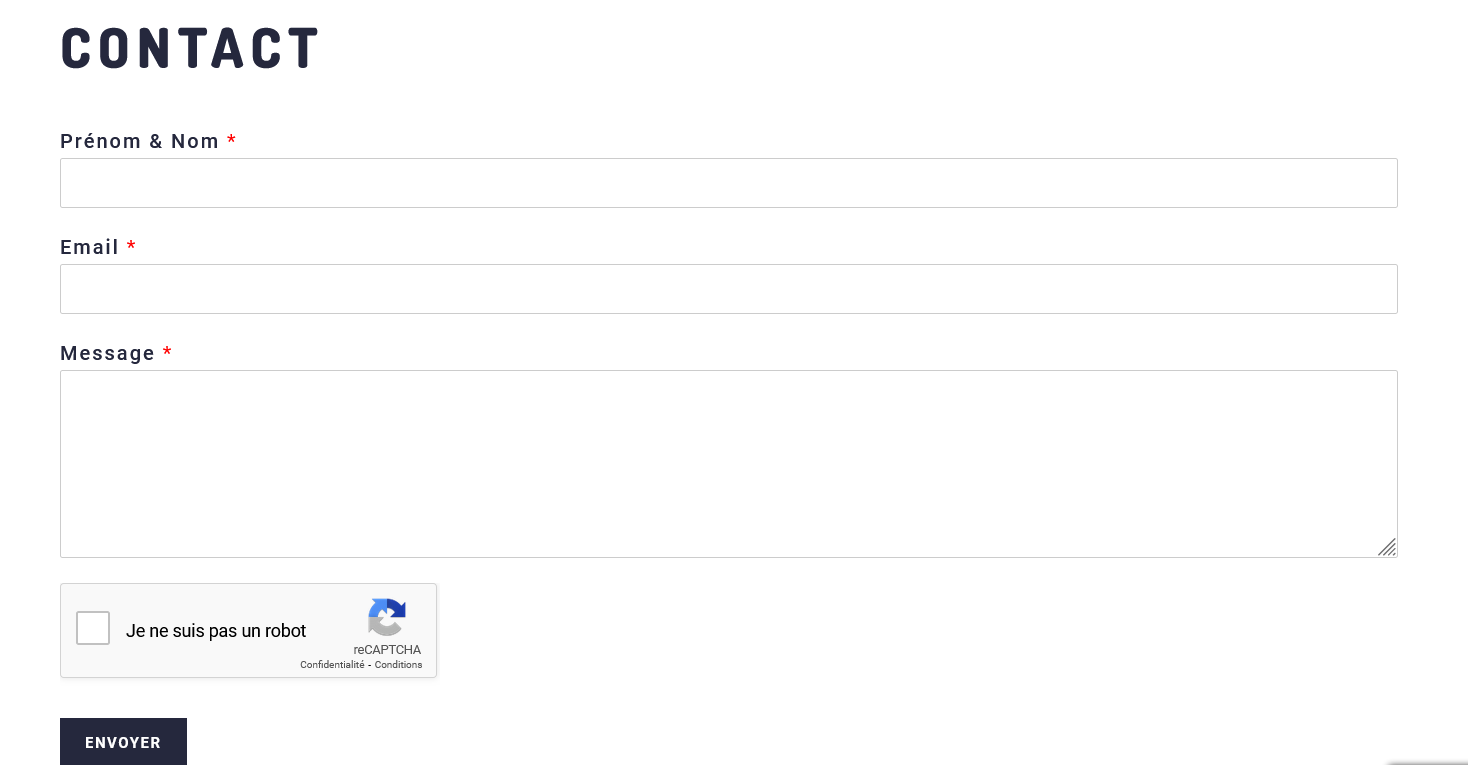 CONTACT
Prénom & Nom *
Email *
Message *
Je ne suis pas un robot
reCAPTCHA
Confidentialité - Conditions
ENVOYER